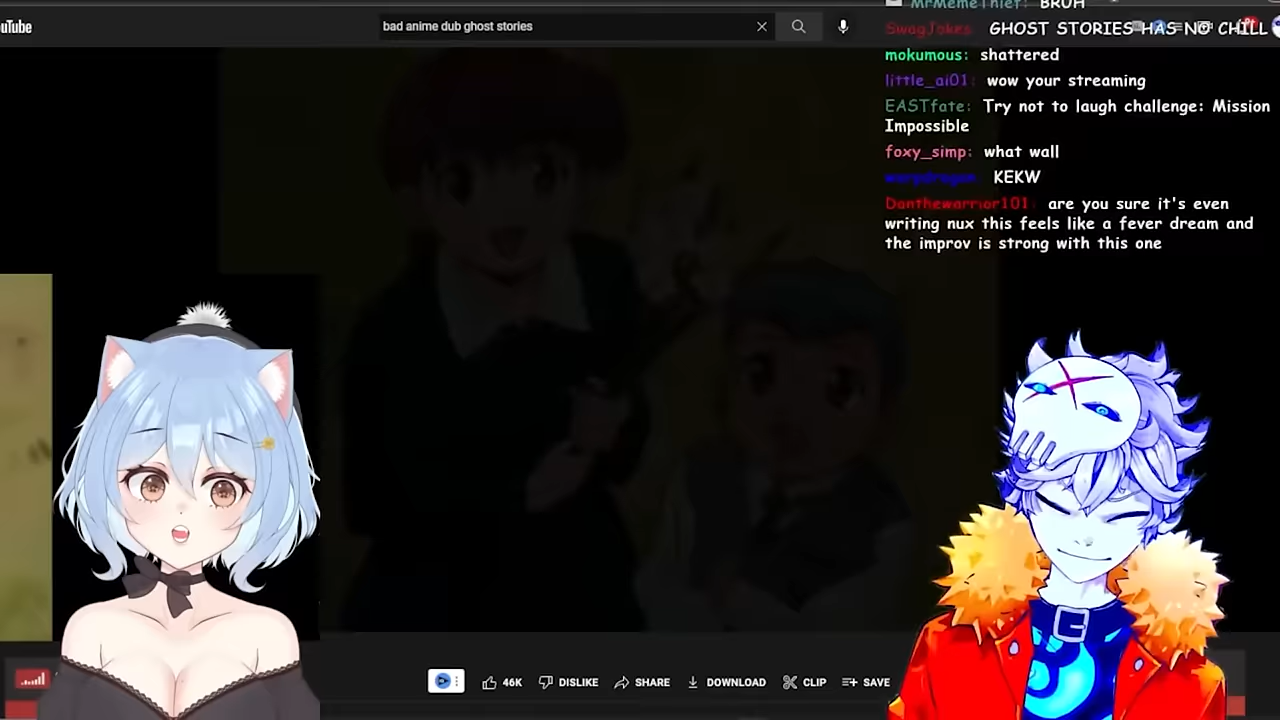 MrMemeThief: BRUH
uTube
bad anime dub ghost stories
SwagJokes: GHOST STORIES HAS NO CHILL
mokumous: shattered
little_ai01: wow your streaming
EASTfate: Try not to laugh challenge: Mission
Impossible
foxy_simp: what wall
KEKW
Danthewarrior101: are you sure it's even
writing nux this feels like a fever dream and
the improv is strong with this one
46K DISLIKE SHARE DOWNLOAD CLIP SAVE